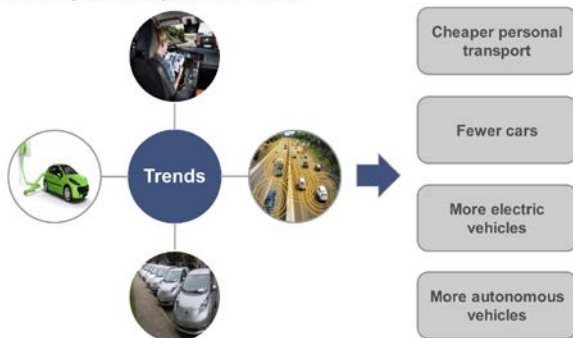 Trends
Cheaper personal
transport
Fewer cars
More electric
vehicles
More autonomous
vehicles